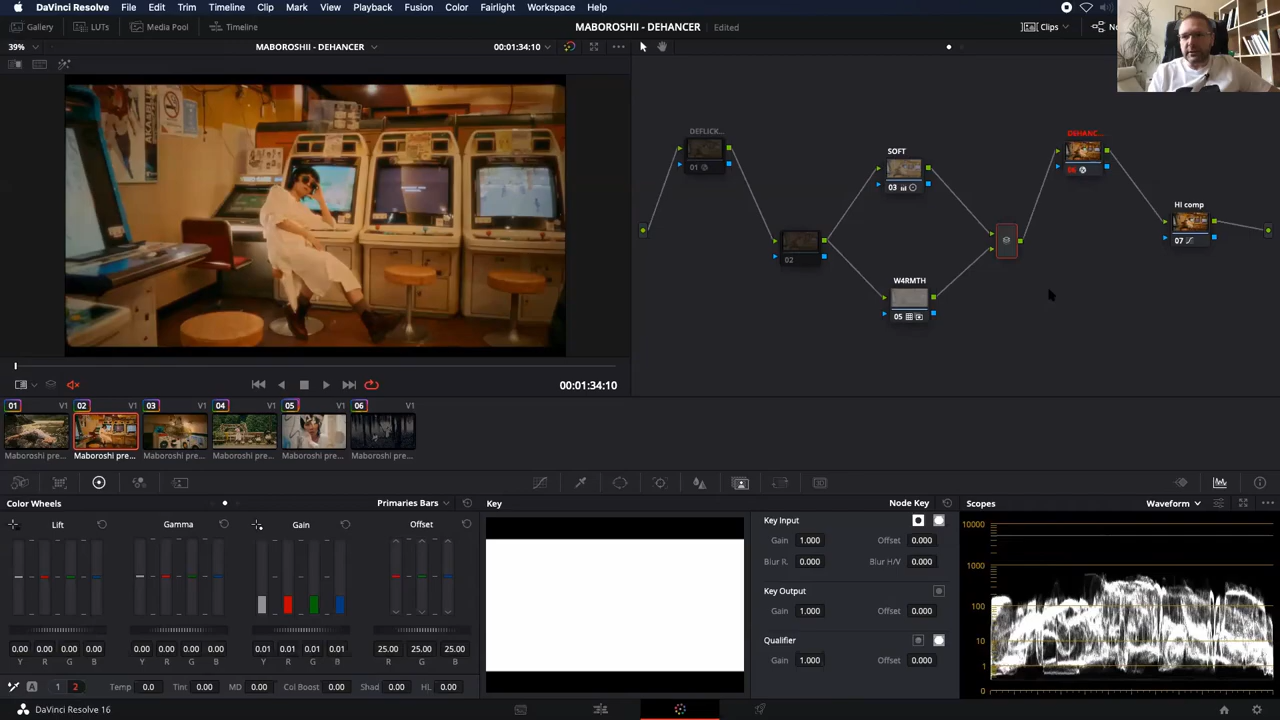 DaVinci Resolve File Edit Trim Timeline Clip Mark View Playback Fusion Color Fairlight Workspace Help
Gallery LUTs Media Pool Timeline MABOROSHII - DEHANCER Edited Clips
39% MABOROSHII - DEHANCER 00:01:34:10
DEFLICK...
01
02
SOFT
03
W4RMTH
05
DEHANC...
06
HI comp
07
00:01:34:10
01 V1 02 V1 03 V1 04 V1 05 V1 06 V1
Maboroshi pre... Maboroshi pre... Maboroshi pre... Maboroshi pre... Maboroshi pre... Maboroshi pre...
Color Wheels Primaries Bars Key Node Key Scopes Waveform
Lift Gamma Gain Offset
0.00 0.00 0.00 0.00 0.00 0.00 0.00 0.00 0.01 0.01 0.01 0.01 25.00 25.00 25.00
Y R G B Y R G B Y R G B R G B
A 1 2 Temp 0.0 Tint 0.00 MD 0.00 Col Boost 0.00 Shad 0.00 HL 0.00
Key Input
Gain 1.000 Offset 0.000
Blur R. 0.000 Blur H/V 0.000
Key Output
Gain 1.000 Offset 0.000
Qualifier
Gain 1.000 Offset 0.000
10000
1000
100
10
1
0
DaVinci Resolve 16